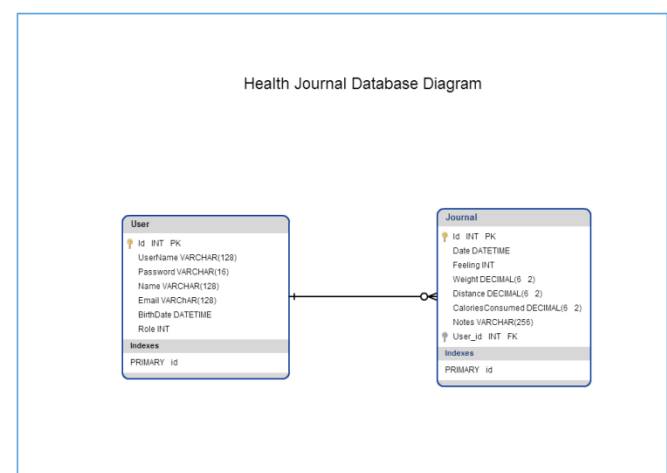 Health Journal Database Diagram
User
Id INT PK
UserName VARCHAR(128)
Password VARCHAR(16)
Name VARCHAR(128)
Email VARChAR(128)
BirthDate DATETIME
Role INT
Indexes
PRIMARY id
Journal
Id INT PK
Date DATETIME
Feeling INT
Weight DECIMAL(6 2)
Distance DECIMAL(6 2)
CaloriesConsumed DECIMAL(6 2)
Notes VARCHAR(256)
User_id INT FK
Indexes
PRIMARY id